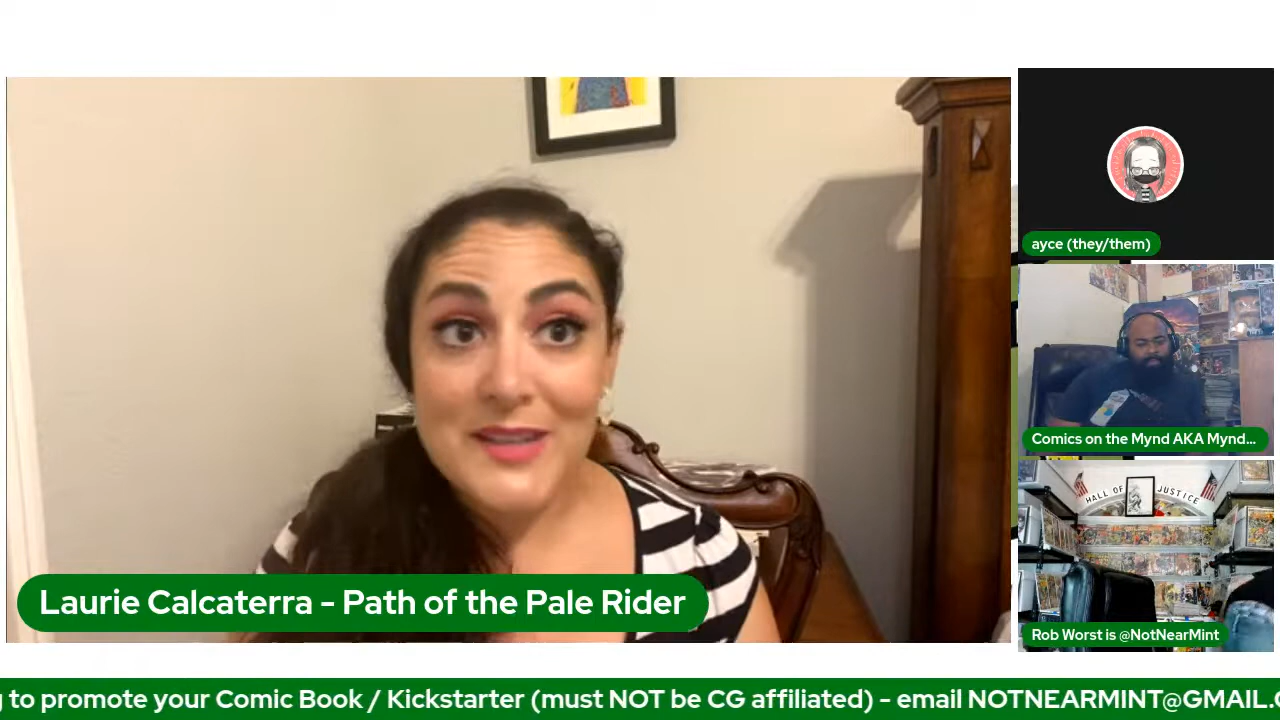 ayce (they/them)
Comics on the Mynd AKA Mynd...
HALL OF JUSTICE
Rob Worst is @NotNearMint
Laurie Calcaterra - Path of the Pale Rider
to promote your Comic Book / Kickstarter (must NOT be CG affiliated) - email NOTNEARMINT@GMAIL.